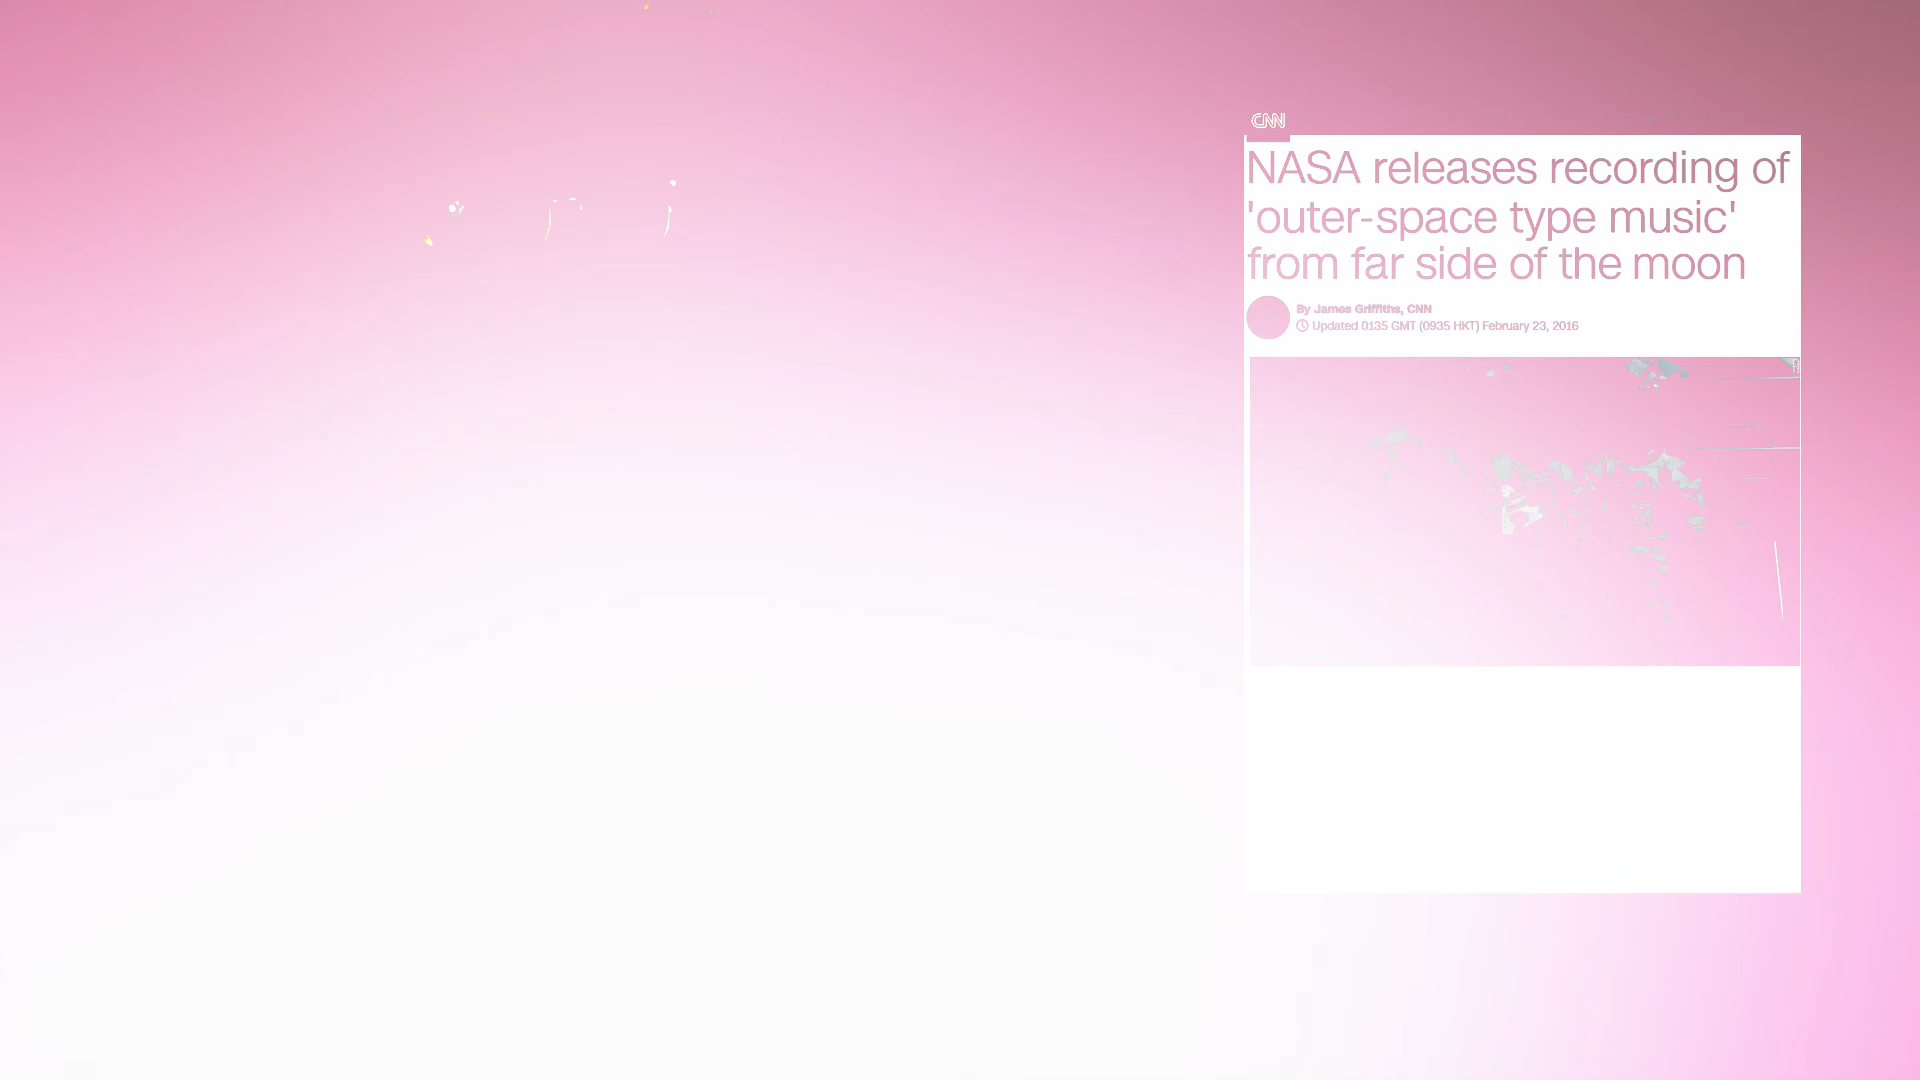 CNN
NASA releases recording of
'outer-space type music'
from far side of the moon
By James Griffiths, CNN
Updated 0135 GMT (0935 HKT) February 23, 2016